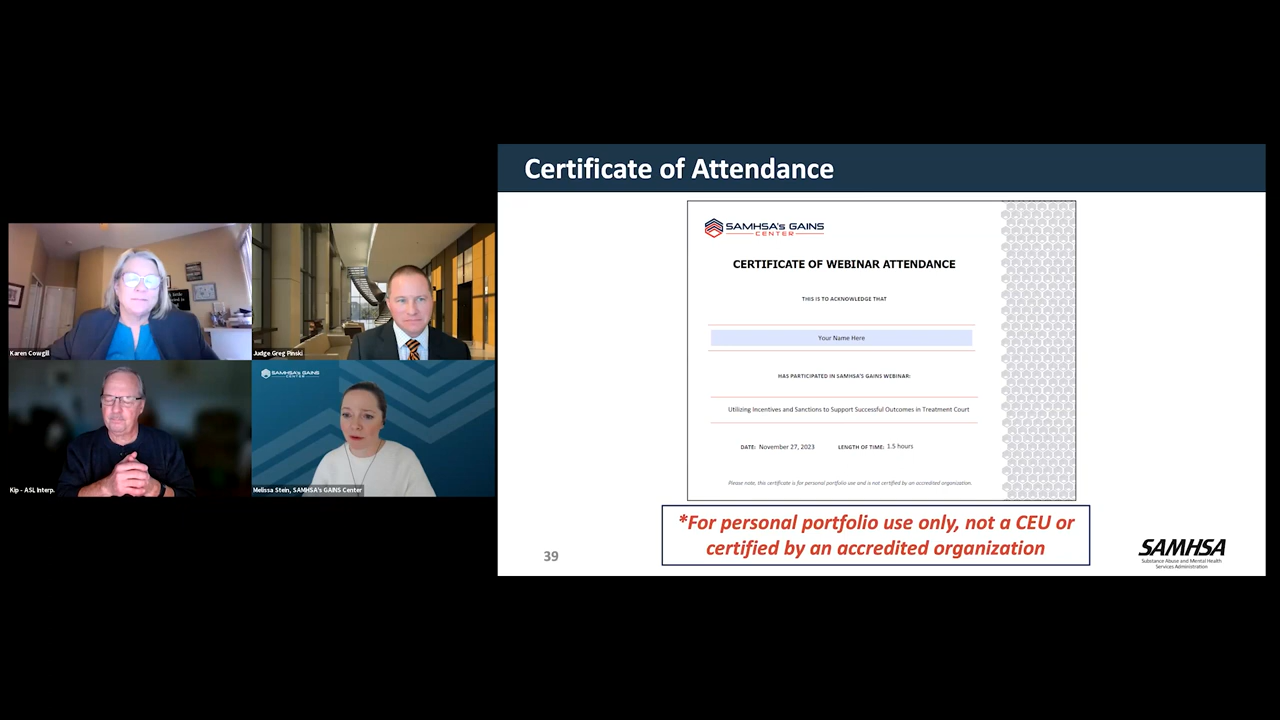 Certificate of Attendance
SAMHSA's GAINS
CENTER
CERTIFICATE OF WEBINAR ATTENDANCE
THIS IS TO ACKNOWLEDGE THAT
Your Name Here
HAS PARTICIPATED IN SAMHSA'S GAINS WEBINAR:
Utilizing Incentives and Sanctions to Support Successful Outcomes in Treatment Court
DATE: November 27, 2023 LENGTH OF TIME: 1.5 hours
Please note, this certificate is for personal portfolio use and is not certified by an accredited organization.
*For personal portfolio use only, not a CEU or
certified by an accredited organization
39
SAMHSA
Substance Abuse and Mental Health
Services Administration
Karen Cowgill
Judge Greg Pinski
Kip - ASL Interp.
SAMHSA's GAINS
CENTER
Melissa Stein, SAMHSA's GAINS Center